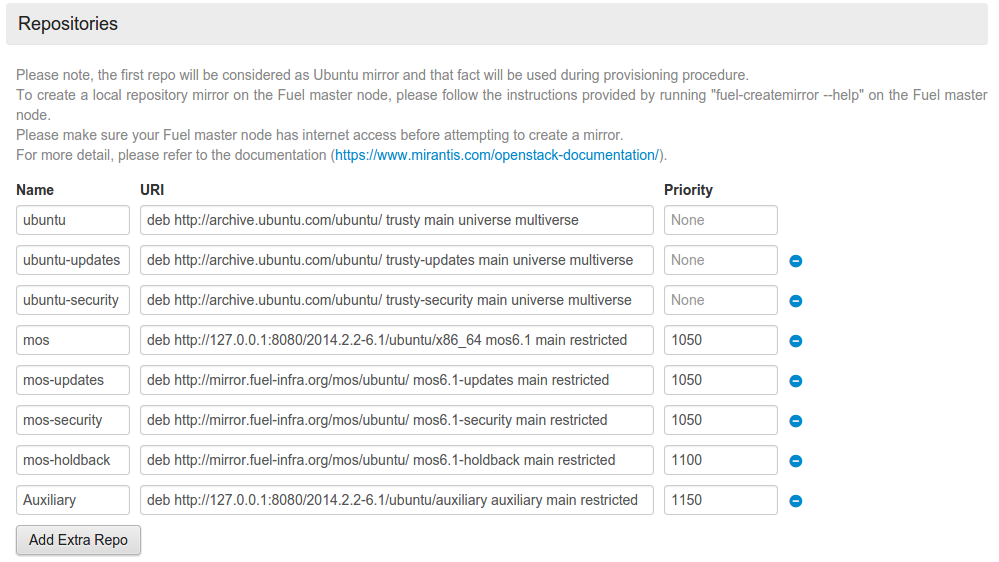 Repositories
Please note, the first repo will be considered as Ubuntu mirror and that fact will be used during provisioning procedure.
To create a local repository mirror on the Fuel master node, please follow the instructions provided by running "fuel-createmirror --help" on the Fuel master
node.
Please make sure your Fuel master node has internet access before attempting to create a mirror.
For more detail, please refer to the documentation (https://www.mirantis.com/openstack-documentation/).
Name URI Priority
ubuntu deb http://archive.ubuntu.com/ubuntu/ trusty main universe multiverse None
ubuntu-updates deb http://archive.ubuntu.com/ubuntu/ trusty-updates main universe multiverse None
ubuntu-security deb http://archive.ubuntu.com/ubuntu/ trusty-security main universe multiverse None
mos deb http://127.0.0.1:8080/2014.2.2-6.1/ubuntu/x86_64 mos6.1 main restricted 1050
mos-updates deb http://mirror.fuel-infra.org/mos/ubuntu/ mos6.1-updates main restricted 1050
mos-security deb http://mirror.fuel-infra.org/mos/ubuntu/ mos6.1-security main restricted 1050
mos-holdback deb http://mirror.fuel-infra.org/mos/ubuntu/ mos6.1-holdback main restricted 1100
Auxiliary deb http://127.0.0.1:8080/2014.2.2-6.1/ubuntu/auxiliary auxiliary main restricted 1150
Add Extra Repo